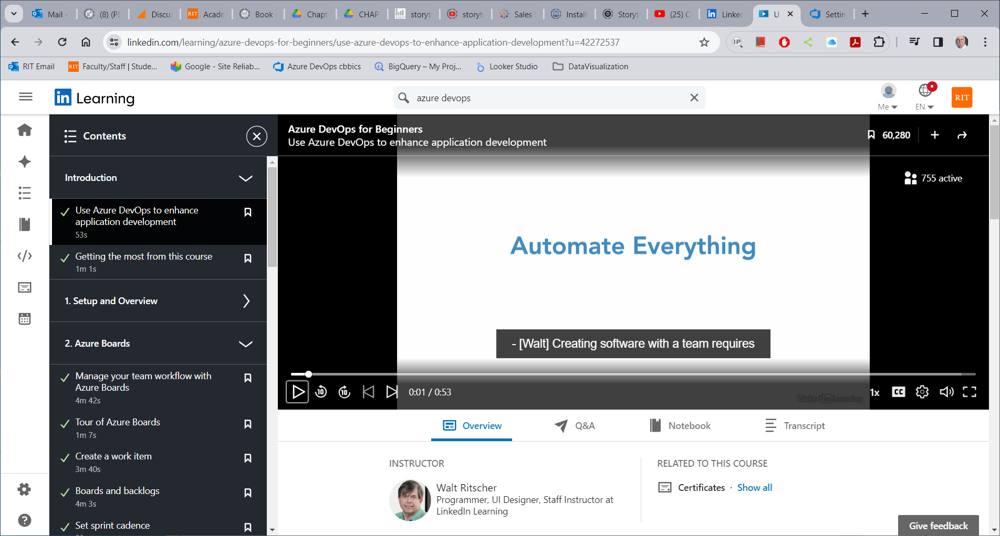 Mail -
(8) (PD
Discus
RIT
Acade
Book
Chapt
CHAP
storyt
storyt
Sales
Install
Storyt
(25) C
Linked
U
Settin
linkedin.com/learning/azure-devops-for-beginners/use-azure-devops-to-enhance-application-development?u=42272537
RIT Email
RIT
Faculty/Staff | Stude...
Google - Site Reliab...
Azure DevOps cbbics
BigQuery – My Proj...
Looker Studio
DataVisualization
in Learning
azure devops
Me
EN
RIT
Contents
Azure DevOps for Beginners
Use Azure DevOps to enhance application development
60,280
755 active
Introduction
Use Azure DevOps to enhance
application development
53s
Getting the most from this course
1m 1s
1. Setup and Overview
2. Azure Boards
Manage your team workflow with
Azure Boards
4m 42s
Tour of Azure Boards
1m 7s
Create a work item
3m 40s
Boards and backlogs
4m 3s
Set sprint cadence
Automate Everything
- [Walt] Creating software with a team requires
10
10
0:01 / 0:53
Linked in Learning
1x
CC
Overview
Q&A
Notebook
Transcript
INSTRUCTOR
Walt Ritscher
Programmer, UI Designer, Staff Instructor at
LinkedIn Learning
RELATED TO THIS COURSE
Certificates · Show all
Give feedback